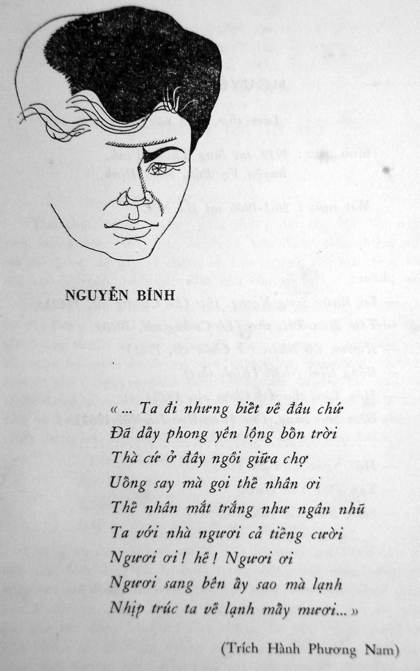 NGUYỄN BÍNH
« ... Ta đi nhưng biết về đâu chứ
Đã dẫy phong yên lộng bốn trời
Thà cứ ở đây ngồi giữa chợ
Uống say mà gọi thế nhân ơi
Thế nhân mắt trắng như ngân nhũ
Ta với nhà ngươi cả tiếng cười
Ngươi ơi ! hề ! Ngươi ơi
Ngươi sang bên ấy sao mà lạnh
Nhịp trúc ta về lạnh mấy mươi... »
(Trích Hành Phương Nam)